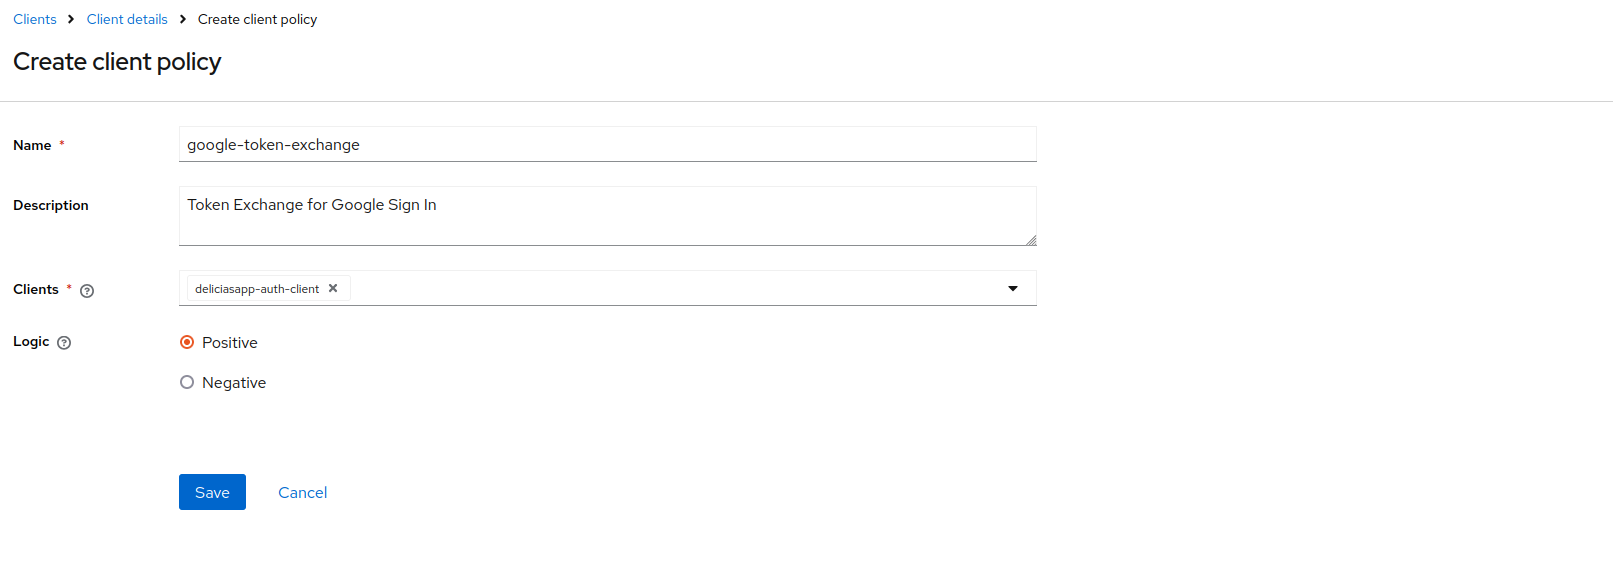 Clients > Client details > Create client policy
Create client policy
Name *
google-token-exchange
Description
Token Exchange for Google Sign In
Clients * ?
deliciasapp-auth-client ×
Logic ?
Positive
Negative
Save Cancel